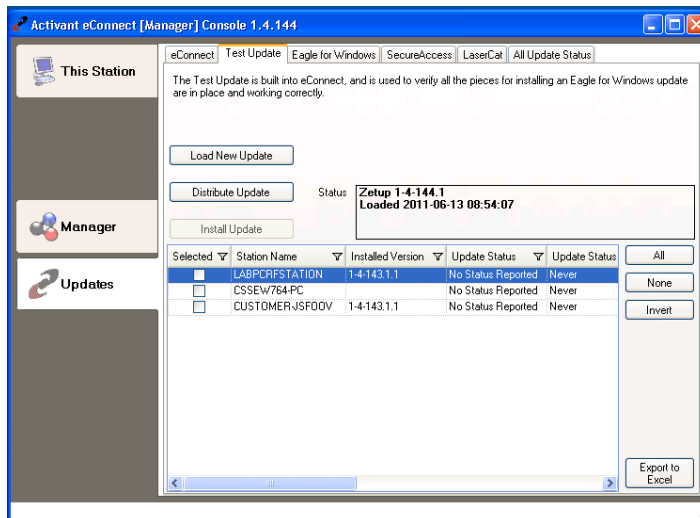 Activant eConnect [Manager] Console 1.4.144
This Station
Manager
Updates
eConnect Test Update Eagle for Windows SecureAccess LaserCat All Update Status
The Test Update is built into eConnect, and is used to verify all the pieces for installing an Eagle for Windows update
are in place and working correctly.
Load New Update
Distribute Update
Status
Zetup 1-4-144.1
Loaded 2011-06-13 08:54:07
Install Update
Selected Station Name Installed Version Update Status Update Status
LABPCRFSTATION 1-4-143.1.1 No Status Reported Never
CSSEW764-PC No Status Reported Never
CUSTOMER-JSFOOV 1-4-143.1.1 No Status Reported Never
All
None
Invert
Export to
Excel